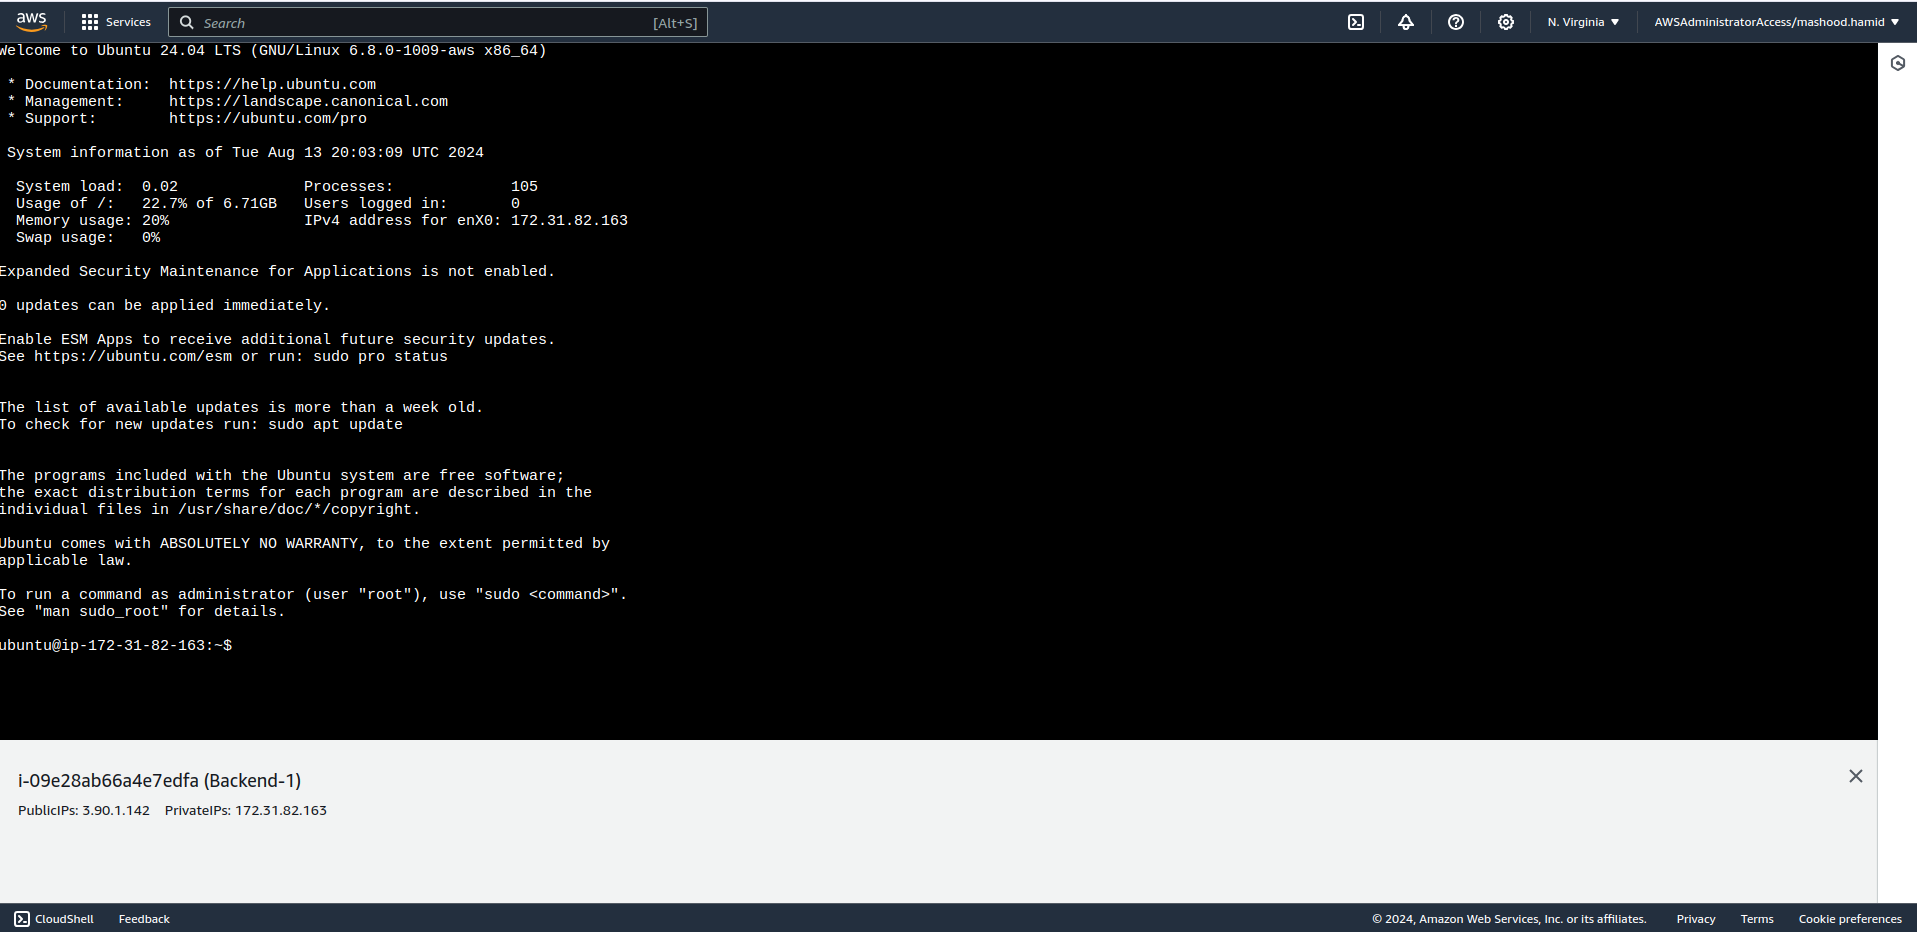 aws Services Search [Alt+S] N. Virginia AWSAdministratorAccess/mashood.hamid
Welcome to Ubuntu 24.04 LTS (GNU/Linux 6.8.0-1009-aws x86_64)
* Documentation: https://help.ubuntu.com
* Management: https://landscape.canonical.com
* Support: https://ubuntu.com/pro
System information as of Tue Aug 13 20:03:09 UTC 2024
System load: 0.02 Processes: 105
Usage of /: 22.7% of 6.71GB Users logged in: 0
Memory usage: 20% IPv4 address for enX0: 172.31.82.163
Swap usage: 0%
Expanded Security Maintenance for Applications is not enabled.
0 updates can be applied immediately.
Enable ESM Apps to receive additional future security updates.
See https://ubuntu.com/esm or run: sudo pro status
The list of available updates is more than a week old.
To check for new updates run: sudo apt update
The programs included with the Ubuntu system are free software;
the exact distribution terms for each program are described in the
individual files in /usr/share/doc/*/copyright.
Ubuntu comes with ABSOLUTELY NO WARRANTY, to the extent permitted by
applicable law.
To run a command as administrator (user "root"), use "sudo <command>".
See "man sudo_root" for details.
ubuntu@ip-172-31-82-163:~$
i-09e28ab66a4e7edfa (Backend-1)
PublicIPs: 3.90.1.142 PrivateIPs: 172.31.82.163
CloudShell Feedback © 2024, Amazon Web Services, Inc. or its affiliates. Privacy Terms Cookie preferences